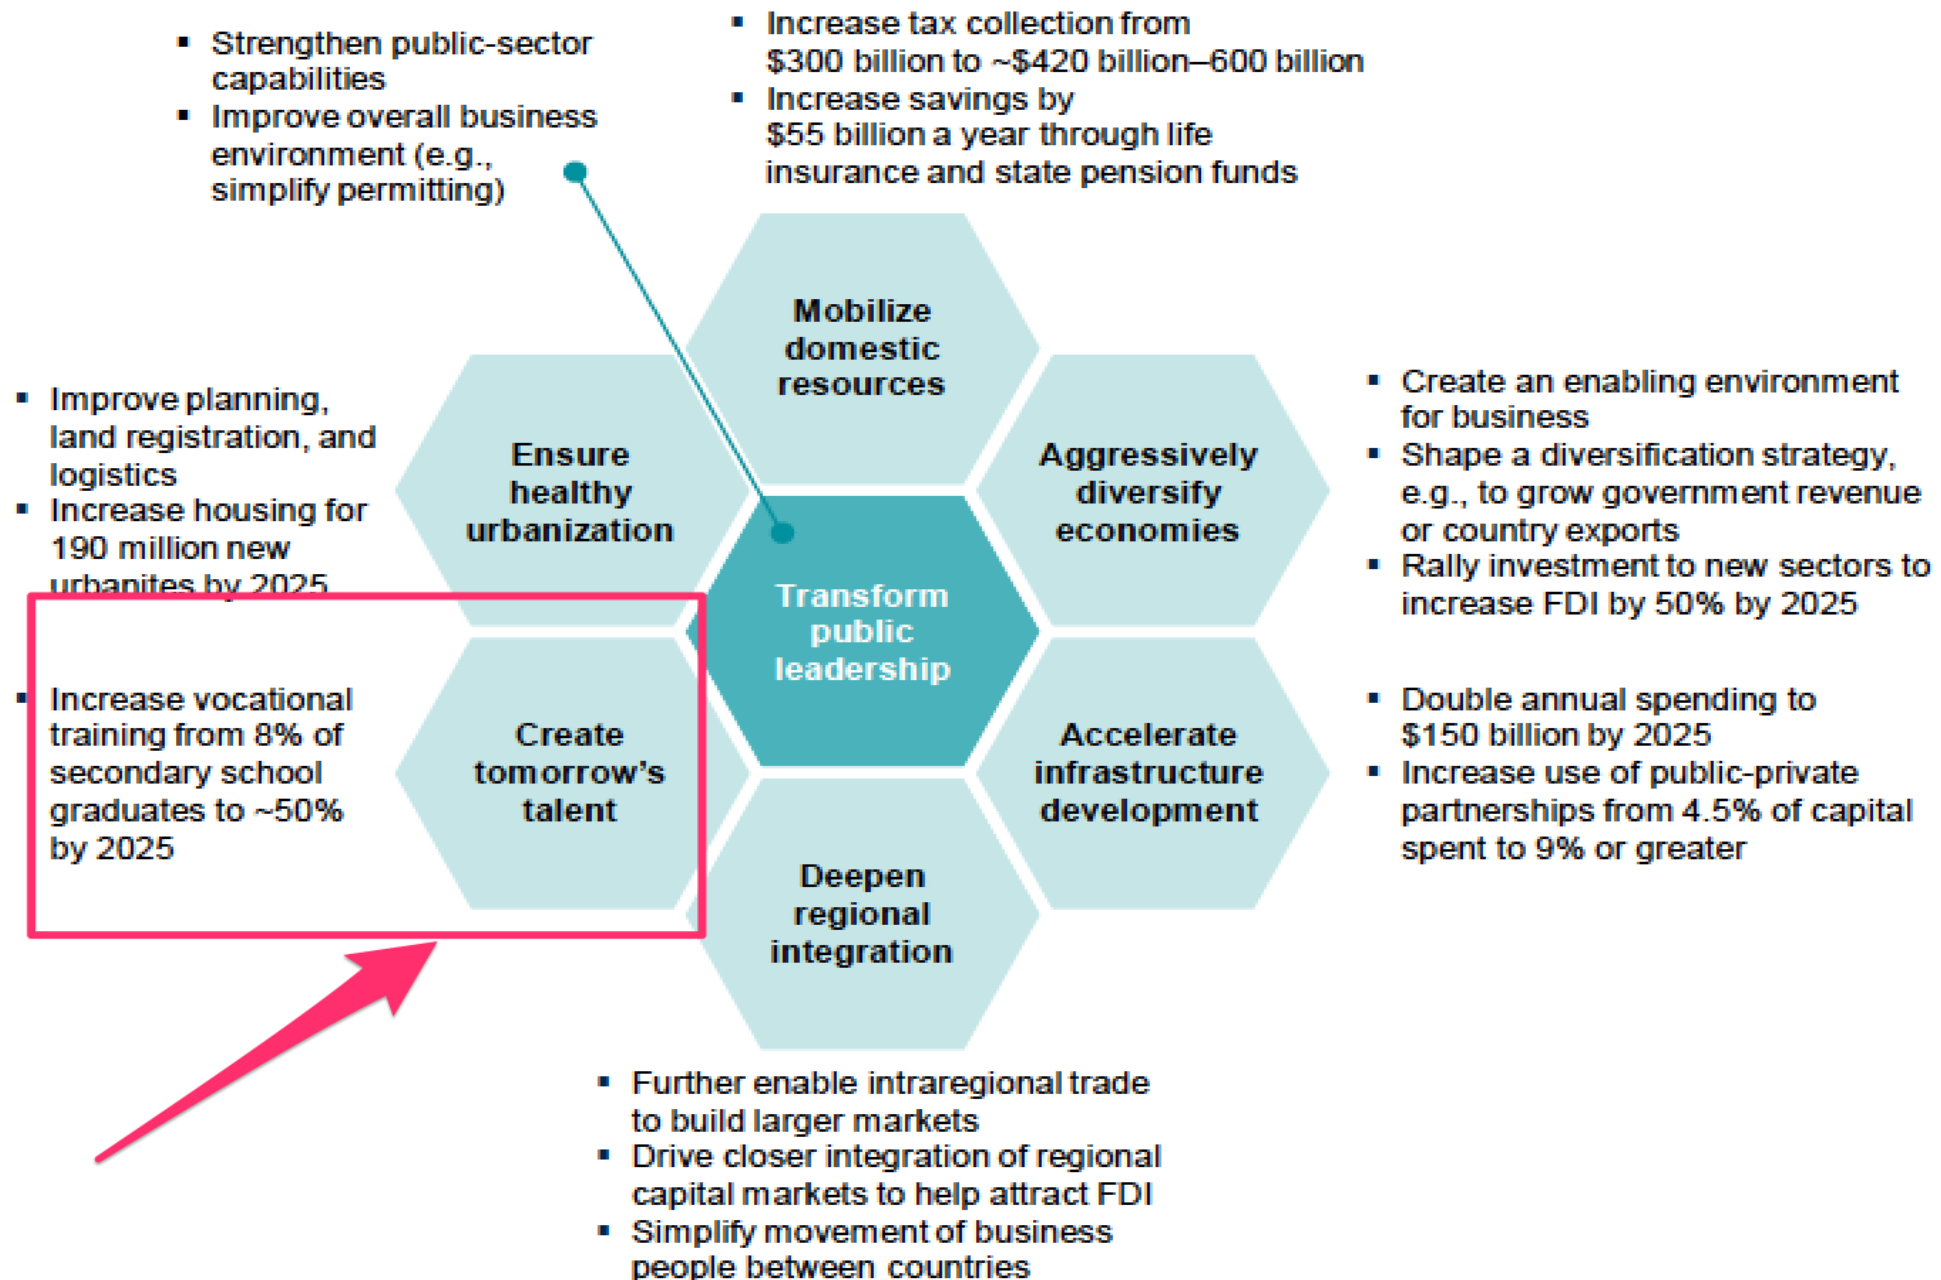 ▪ Strengthen public-sector
capabilities
▪ Improve overall business
environment (e.g.,
simplify permitting)
▪ Increase tax collection from
$300 billion to ~$420 billion–600 billion
▪ Increase savings by
$55 billion a year through life
insurance and state pension funds
Mobilize
domestic
resources
▪ Improve planning,
land registration, and
logistics
▪ Increase housing for
190 million new
urbanites by 2025
Ensure
healthy
urbanization
Aggressively
diversify
economies
▪ Create an enabling environment
for business
▪ Shape a diversification strategy,
e.g., to grow government revenue
or country exports
▪ Rally investment to new sectors to
increase FDI by 50% by 2025
Transform
public
leadership
▪ Increase vocational
training from 8% of
secondary school
graduates to ~50%
by 2025
Create
tomorrow’s
talent
Accelerate
infrastructure
development
▪ Double annual spending to
$150 billion by 2025
▪ Increase use of public-private
partnerships from 4.5% of capital
spent to 9% or greater
Deepen
regional
integration
▪ Further enable intraregional trade
to build larger markets
▪ Drive closer integration of regional
capital markets to help attract FDI
▪ Simplify movement of business
people between countries